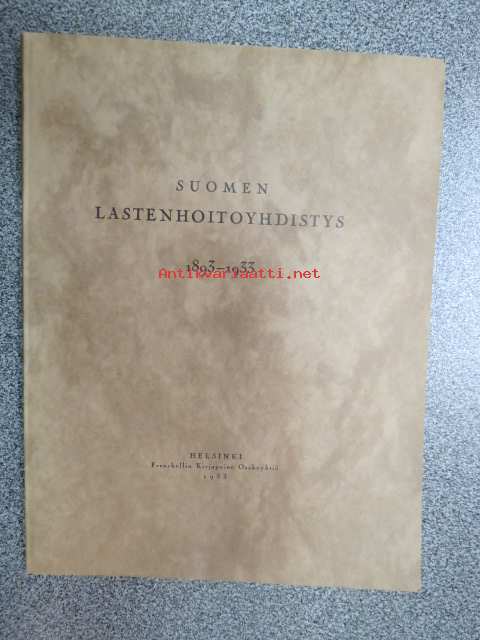 SUOMEN
LASTENHOITOYHDISTYS
1893–1933
Antikvariaatti.net
HELSINKI
Frenckellin Kirjapaino Osakeyhtiö
1933